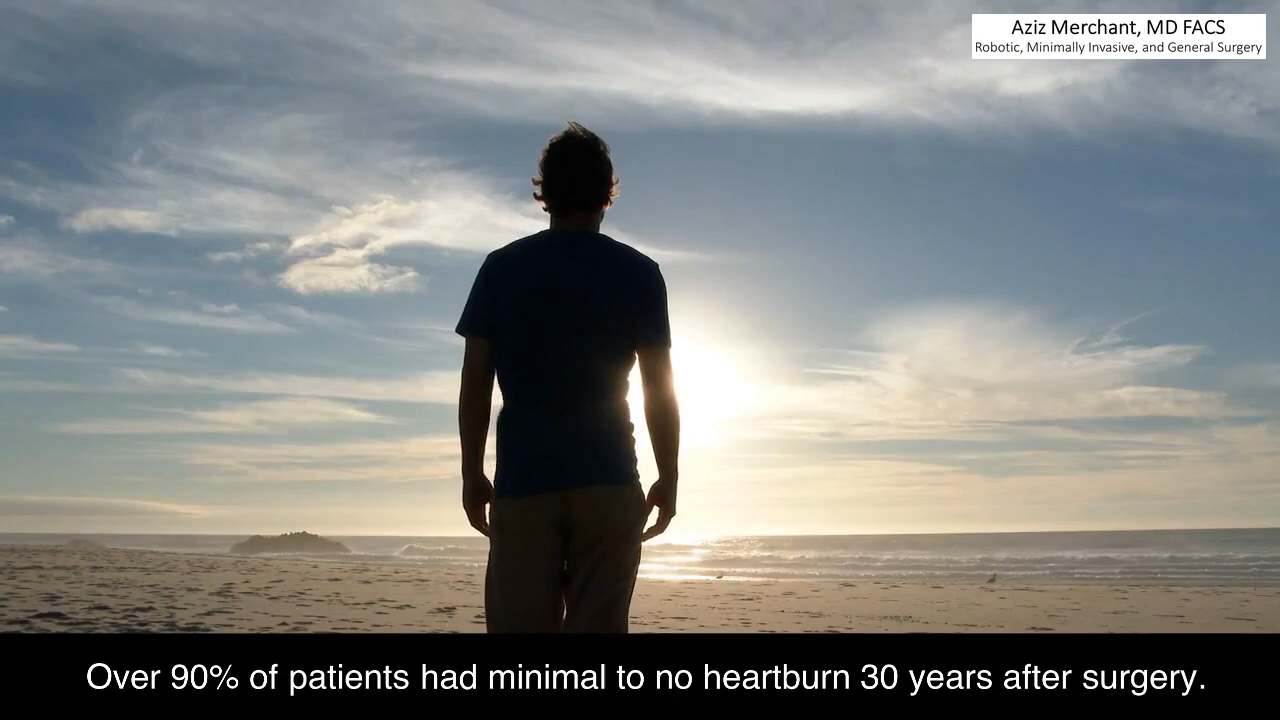 Aziz Merchant, MD FACS
Robotic, Minimally Invasive, and General Surgery
Over 90% of patients had minimal to no heartburn 30 years after surgery.